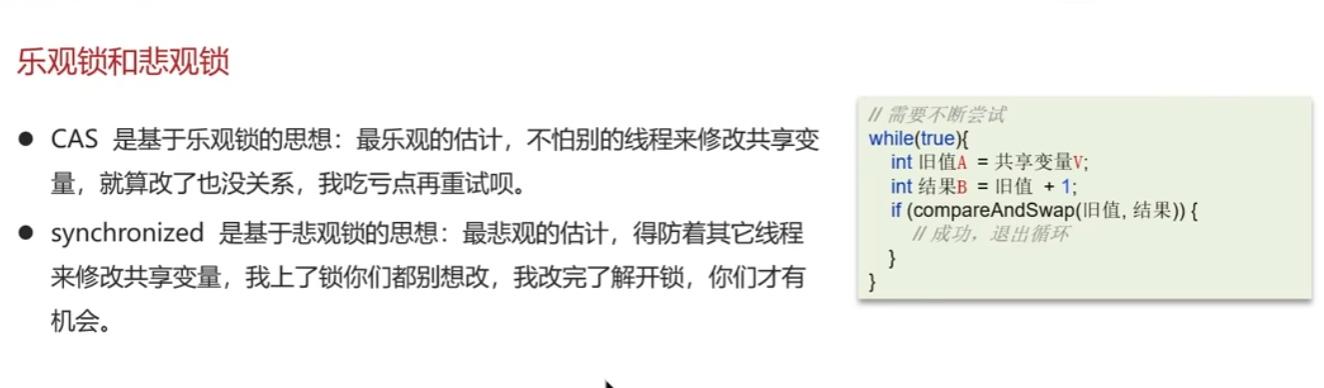 乐观锁和悲观锁
● CAS 是基于乐观锁的思想：最乐观的估计，不怕别的线程来修改共享变
量，就算改了也没关系，我吃亏点再重试呗。
● synchronized 是基于悲观锁的思想：最悲观的估计，得防着其它线程
来修改共享变量，我上了锁你们都别想改，我改完了解开锁，你们才有
机会。
// 需要不断尝试
while(true){
int 旧值A = 共享变量V;
int 结果B = 旧值 + 1;
if (compareAndSwap(旧值, 结果)) {
// 成功，退出循环
}
}